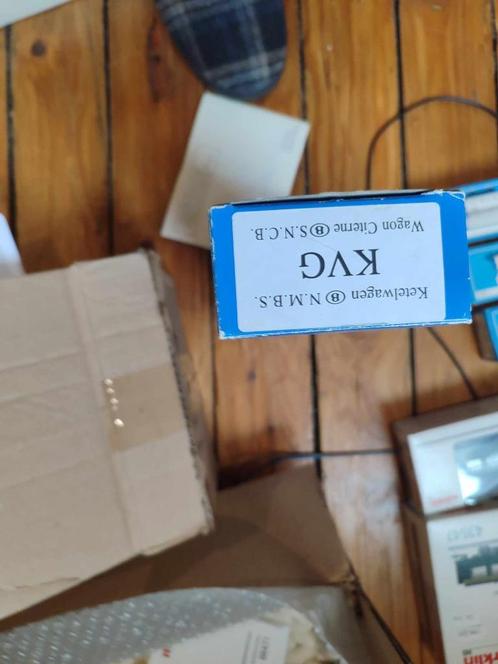 Ketelwagen Ⓑ N.M.B.S.
KVG
Wagon Citerne Ⓑ S.N.C.B.